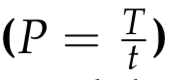 (P = T/t)